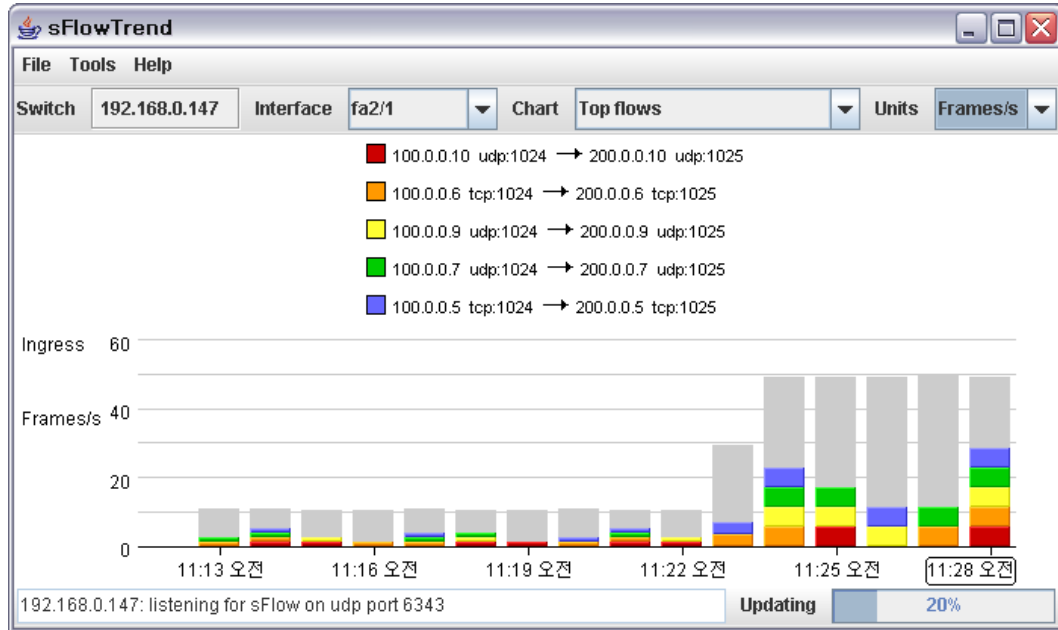 sFlowTrend
File Tools Help
Switch 192.168.0.147 Interface fa2/1 Chart Top flows Units Frames/s
100.0.0.10 udp:1024 → 200.0.0.10 udp:1025
100.0.0.6 tcp:1024 → 200.0.0.6 tcp:1025
100.0.0.9 udp:1024 → 200.0.0.9 udp:1025
100.0.0.7 udp:1024 → 200.0.0.7 udp:1025
100.0.0.5 tcp:1024 → 200.0.0.5 tcp:1025
Ingress 60
Frames/s 40
20
0
11:13 오전 11:16 오전 11:19 오전 11:22 오전 11:25 오전 11:28 오전
192.168.0.147: listening for sFlow on udp port 6343 Updating 20%